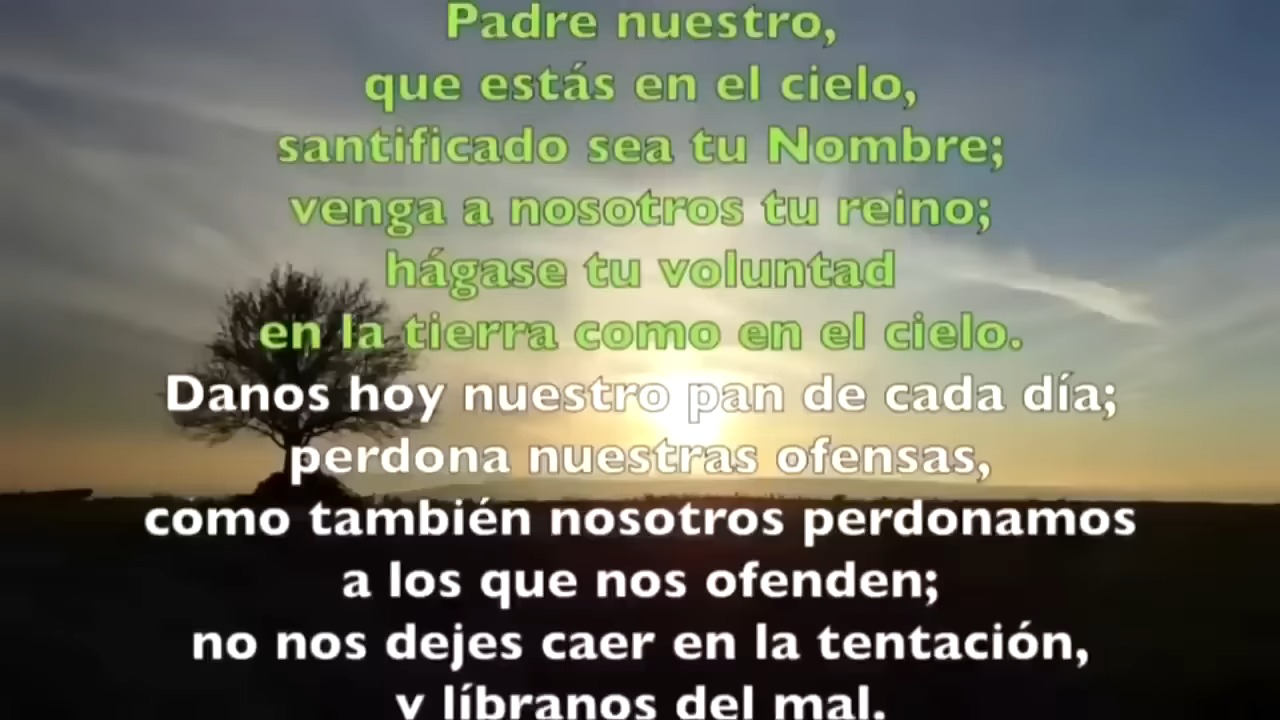 Padre nuestro,
que estás en el cielo,
santificado sea tu Nombre;
venga a nosotros tu reino;
hágase tu voluntad
en la tierra como en el cielo.
Danos hoy nuestro pan de cada día;
perdona nuestras ofensas,
como también nosotros perdonamos
a los que nos ofenden;
no nos dejes caer en la tentación,
y líbranos del mal.